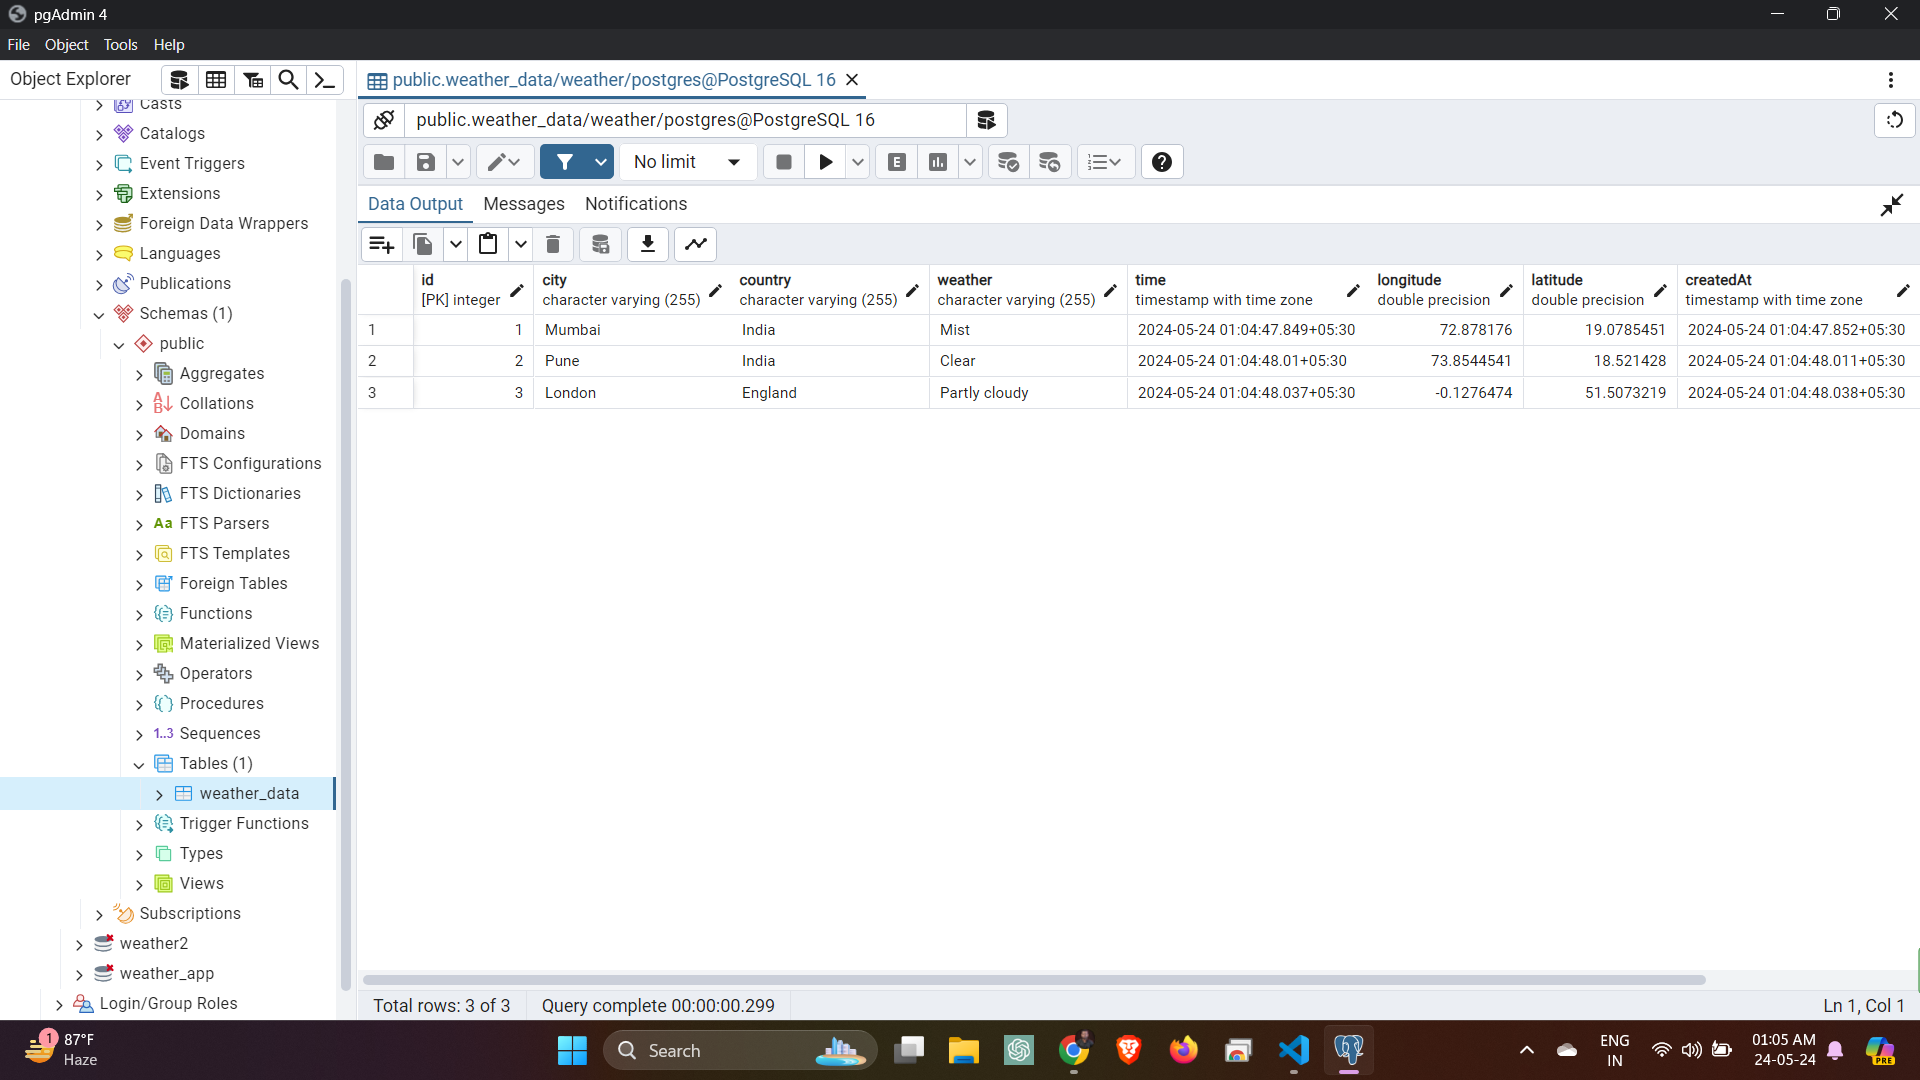 pgAdmin 4
File Object Tools Help
Object Explorer
Casts
Catalogs
Event Triggers
Extensions
Foreign Data Wrappers
Languages
Publications
Schemas (1)
public
Aggregates
Collations
Domains
FTS Configurations
FTS Dictionaries
Aa FTS Parsers
FTS Templates
Foreign Tables
Functions
Materialized Views
Operators
Procedures
1..3 Sequences
Tables (1)
weather_data
Trigger Functions
Types
Views
Subscriptions
weather2
weather_app
Login/Group Roles
public.weather_data/weather/postgres@PostgreSQL 16
public.weather_data/weather/postgres@PostgreSQL 16
No limit
E
Data Output Messages Notifications
id city country weather time longitude latitude createdAt
[PK] integer character varying (255) character varying (255) character varying (255) timestamp with time zone double precision double precision timestamp with time zone
1 1 Mumbai India Mist 2024-05-24 01:04:47.849+05:30 72.878176 19.0785451 2024-05-24 01:04:47.852+05:30
2 2 Pune India Clear 2024-05-24 01:04:48.01+05:30 73.8544541 18.521428 2024-05-24 01:04:48.011+05:30
3 3 London England Partly cloudy 2024-05-24 01:04:48.037+05:30 -0.1276474 51.5073219 2024-05-24 01:04:48.038+05:30
Total rows: 3 of 3 Query complete 00:00:00.299 Ln 1, Col 1
1 87°F
Haze
Search
ENG
IN
01:05 AM
24-05-24
PRE